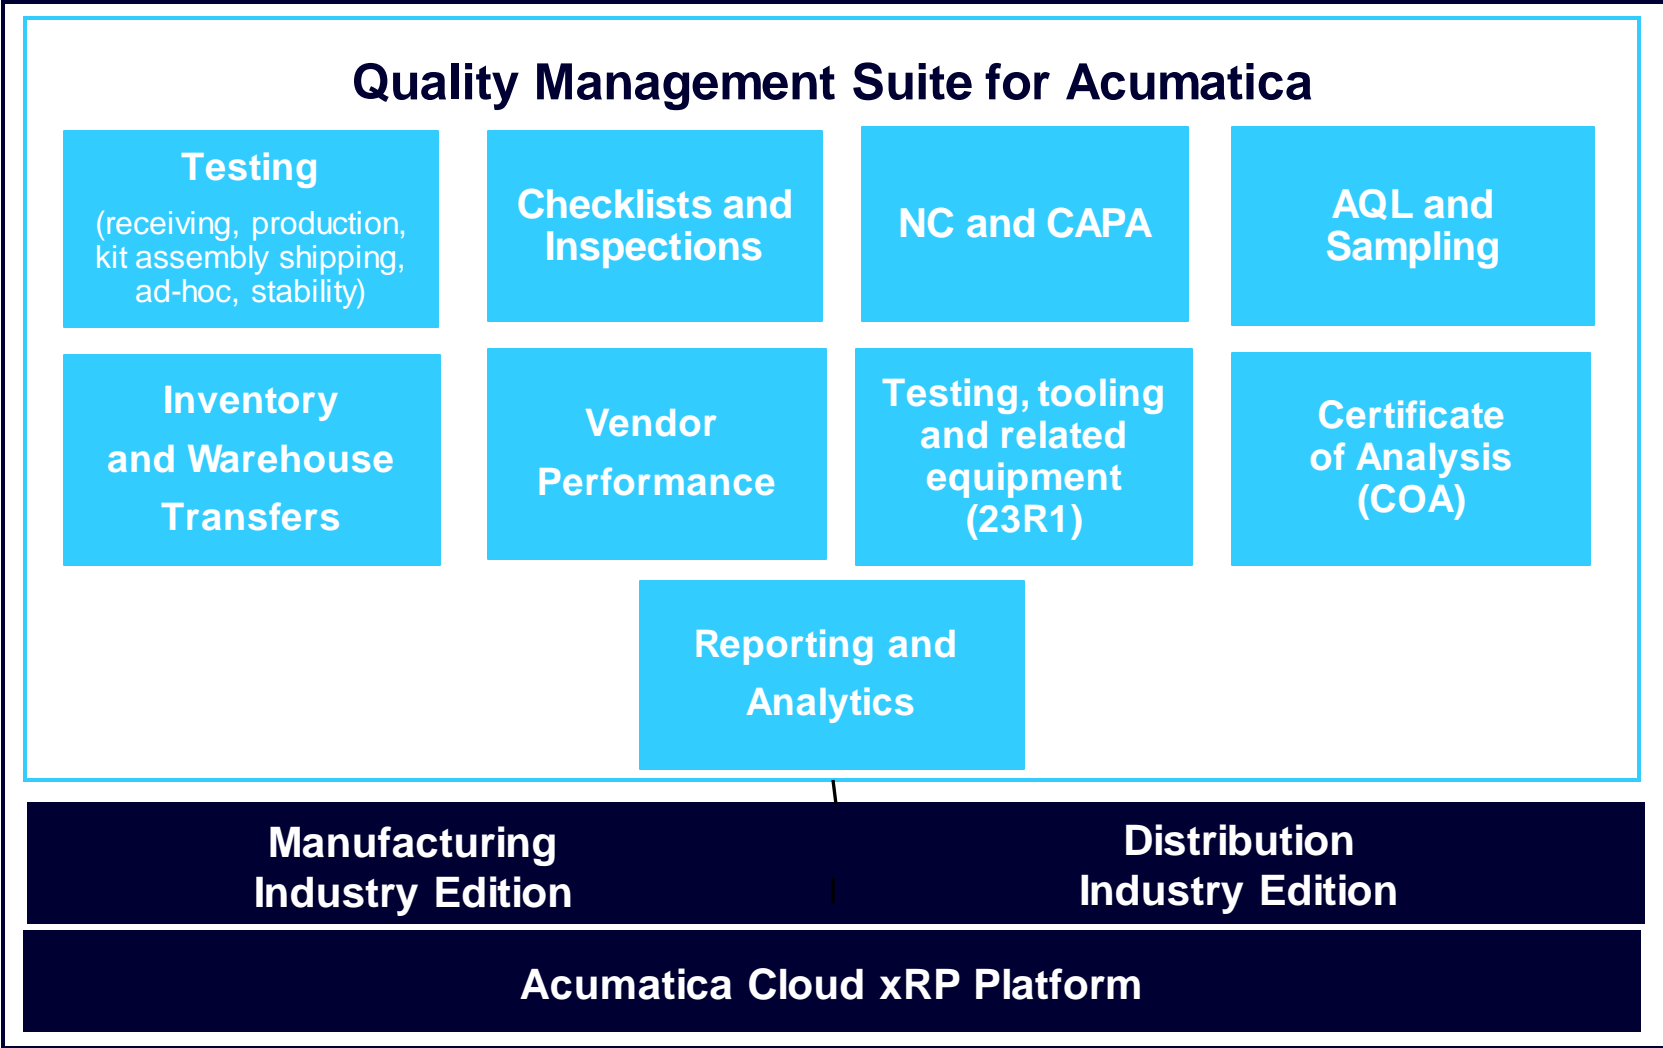 Quality Management Suite for Acumatica
Testing
(receiving, production,
kit assembly shipping,
ad-hoc, stability)
Checklists and
Inspections
NC and CAPA
AQL and
Sampling
Inventory
and Warehouse
Transfers
Vendor
Performance
Testing, tooling
and related
equipment
(23R1)
Certificate
of Analysis
(COA)
Reporting and
Analytics
Manufacturing
Industry Edition
Distribution
Industry Edition
Acumatica Cloud xRP Platform